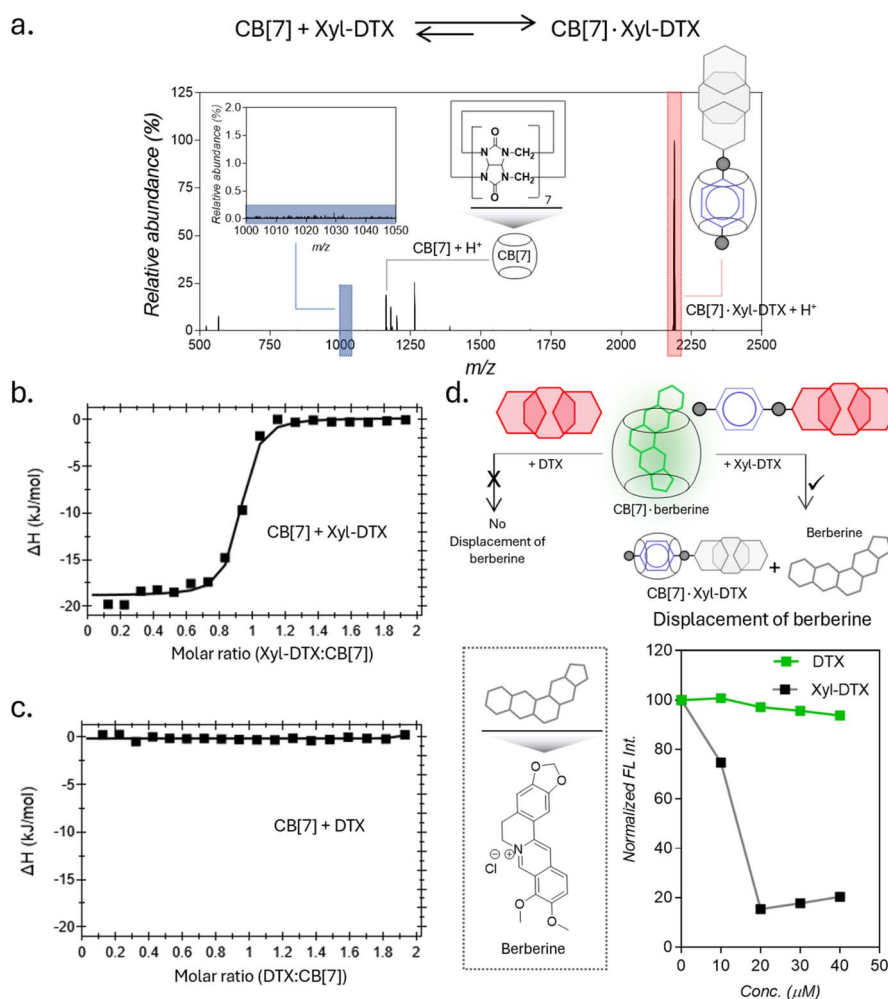 a.
CB[7] + Xyl-DTX
CB[7]·Xyl-DTX
Relative abundance (%)
125
100
75
50
25
0
500
750
1000
1250
1500
1750
2000
2250
2500
m/z
Relative abundance (%)
2.0
1.5
1.0
0.5
0.0
1000 1010 1020 1030 1040 1050
m/z
O
N N–CH₂
N N–CH₂
O
7
CB[7] + H⁺
CB[7]
CB[7]·Xyl-DTX + H⁺
b.
ΔH (kJ/mol)
0
-5
-10
-15
-20
CB[7] + Xyl-DTX
0 0.2 0.4 0.6 0.8 1 1.2 1.4 1.6 1.8 2
Molar ratio (Xyl-DTX:CB[7])
c.
ΔH (kJ/mol)
0
-5
-10
-15
-20
CB[7] + DTX
0 0.2 0.4 0.6 0.8 1 1.2 1.4 1.6 1.8 2
Molar ratio (DTX:CB[7])
d.
+ DTX
+ Xyl-DTX
X
✓
CB[7]·berberine
No
Displacement of
berberine
Berberine
+
CB[7]·Xyl-DTX
Displacement of berberine
O
O
N
+
−
Cl
O
O
Berberine
Normalized FL Int.
120
100
80
60
40
20
0
DTX
Xyl-DTX
0 10 20 30 40 50
Conc. (μM)